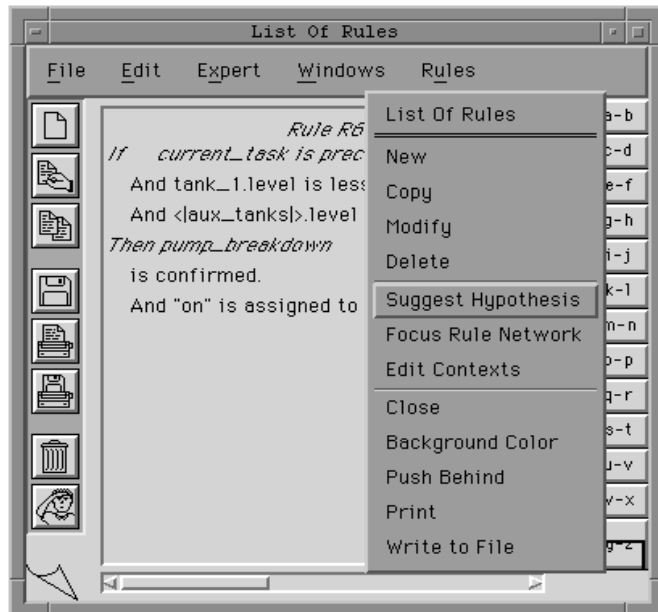 List Of Rules
File Edit Expert Windows Rules
Rule R6
If current_task is prec
And tank_1.level is less
And <|aux_tanks|>.level
Then pump_breakdown
is confirmed.
And "on" is assigned to
List Of Rules
New
Copy
Modify
Delete
Suggest Hypothesis
Focus Rule Network
Edit Contexts
Close
Background Color
Push Behind
Print
Write to File
a-b
c-d
e-f
g-h
i-j
k-l
m-n
o-p
q-r
s-t
u-v